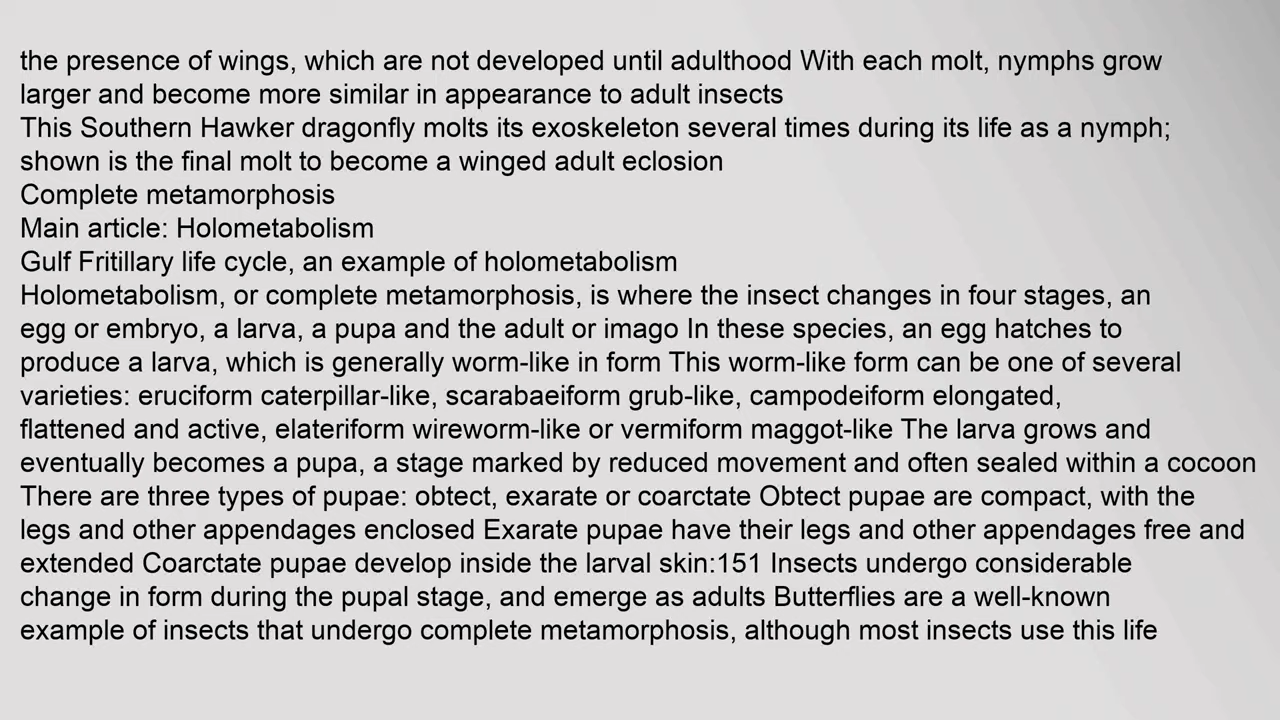 the presence of wings, which are not developed until adulthood With each molt, nymphs grow
larger and become more similar in appearance to adult insects
This Southern Hawker dragonfly molts its exoskeleton several times during its life as a nymph;
shown is the final molt to become a winged adult eclosion
Complete metamorphosis
Main article: Holometabolism
Gulf Fritillary life cycle, an example of holometabolism
Holometabolism, or complete metamorphosis, is where the insect changes in four stages, an
egg or embryo, a larva, a pupa and the adult or imago In these species, an egg hatches to
produce a larva, which is generally worm-like in form This worm-like form can be one of several
varieties: eruciform caterpillar-like, scarabaeiform grub-like, campodeiform elongated,
flattened and active, elateriform wireworm-like or vermiform maggot-like The larva grows and
eventually becomes a pupa, a stage marked by reduced movement and often sealed within a cocoon
There are three types of pupae: obtect, exarate or coarctate Obtect pupae are compact, with the
legs and other appendages enclosed Exarate pupae have their legs and other appendages free and
extended Coarctate pupae develop inside the larval skin:151 Insects undergo considerable
change in form during the pupal stage, and emerge as adults Butterflies are a well-known
example of insects that undergo complete metamorphosis, although most insects use this life